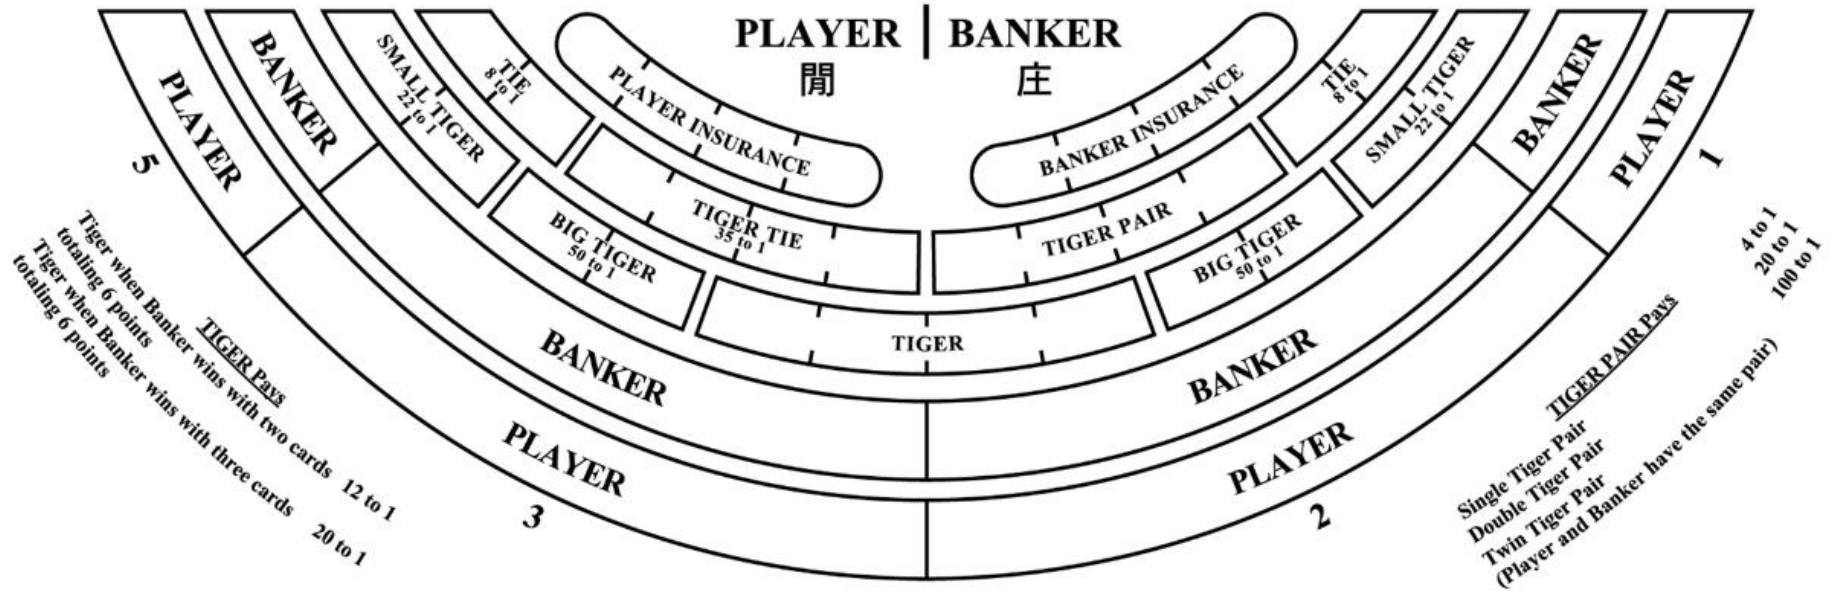 PLAYER | BANKER
閒 庄
PLAYER INSURANCE
BANKER INSURANCE
TIE
8 to 1
TIE
8 to 1
SMALL TIGER
22 to 1
SMALL TIGER
22 to 1
BANKER
BANKER
PLAYER
PLAYER
5
1
TIGER TIE
35 to 1
TIGER PAIR
BIG TIGER
50 to 1
BIG TIGER
50 to 1
TIGER
BANKER
BANKER
PLAYER
PLAYER
3
2
TIGER Pays
Tiger when Banker wins with two cards 12 to 1
totaling 6 points
Tiger when Banker wins with three cards 20 to 1
totaling 6 points
TIGER PAIR Pays
Single Tiger Pair 4 to 1
Double Tiger Pair 20 to 1
Twin Tiger Pair 100 to 1
(Player and Banker have the same pair)